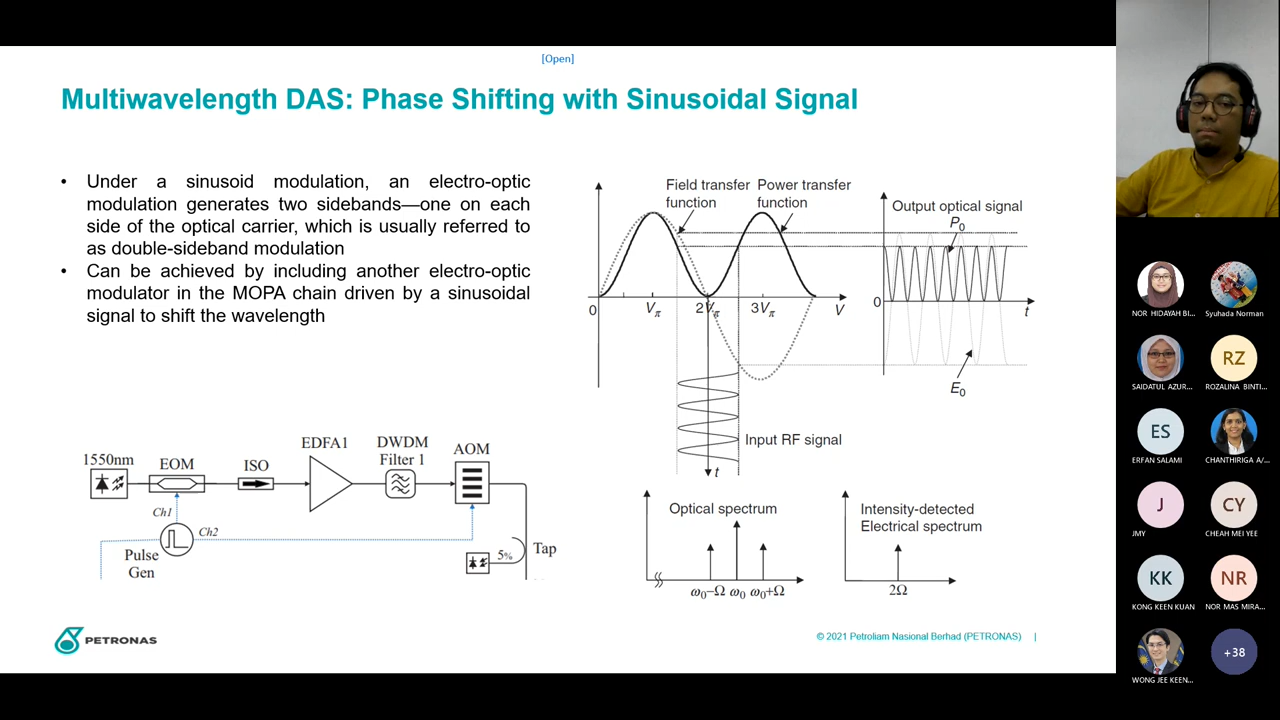 [Open]
Multiwavelength DAS: Phase Shifting with Sinusoidal Signal
• Under a sinusoid modulation, an electro-optic
modulation generates two sidebands—one on each
side of the optical carrier, which is usually referred to
as double-sideband modulation
• Can be achieved by including another electro-optic
modulator in the MOPA chain driven by a sinusoidal
signal to shift the wavelength
Field transfer
function
Power transfer
function
Output optical signal
P0
0
Vπ
2Vπ
3Vπ
V
0
t
E0
Input RF signal
t
Optical spectrum
ω0–Ω ω0 ω0+Ω
Intensity-detected
Electrical spectrum
2Ω
1550nm
EOM
ISO
EDFA1
DWDM
Filter 1
AOM
Ch1
Ch2
Pulse
Gen
5%
Tap
PETRONAS
© 2021 Petroliam Nasional Berhad (PETRONAS) |
NOR HIDAYAH BI...
Syuhada Norman
SAIDATUL AZUR...
RZ
ROZALINA BINTI...
ES
ERFAN SALAMI
CHANTHIRIGA A/...
J
JMY
CY
CHEAH MEI YEE
KK
KONG KEEN KUAN
NR
NOR MAS MIRA...
WONG JEE KEEN...
+38